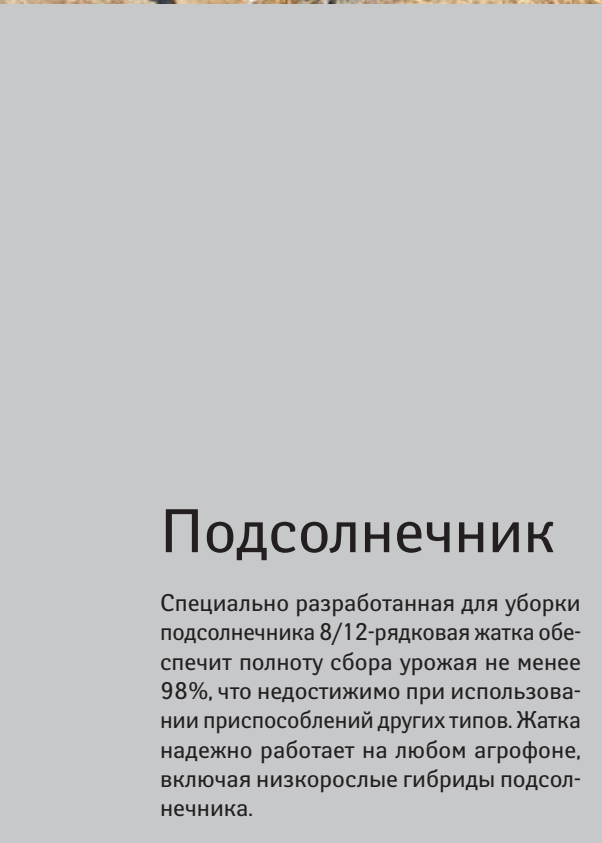 Подсолнечник
Специально разработанная для уборки
подсолнечника 8/12-рядковая жатка обе-
спечит полноту сбора урожая не менее
98%, что недостижимо при использова-
нии приспособлений других типов. Жатка
надежно работает на любом агрофоне,
включая низкорослые гибриды подсол-
нечника.